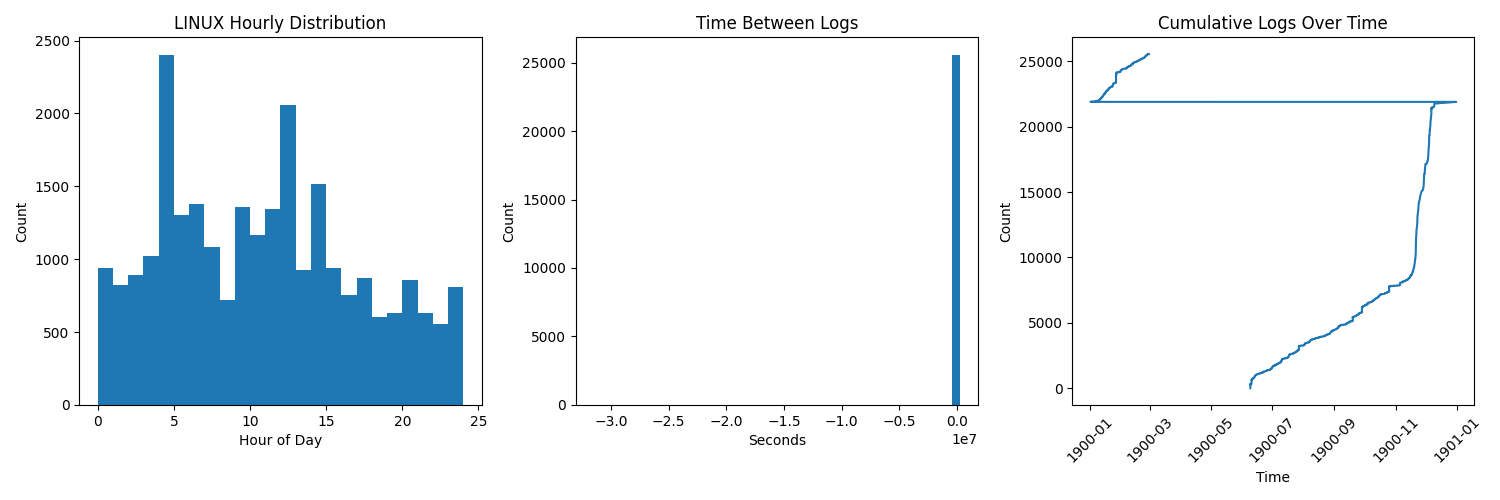 LINUX Hourly Distribution
Count
2500
2000
1500
1000
500
0
0 5 10 15 20 25
Hour of Day
Time Between Logs
Count
25000
20000
15000
10000
5000
0
−3.0 −2.5 −2.0 −1.5 −1.0 −0.5 0.0
1e7
Seconds
Cumulative Logs Over Time
Count
25000
20000
15000
10000
5000
0
1900-01 1900-03 1900-05 1900-07 1900-09 1900-11 1901-01
Time